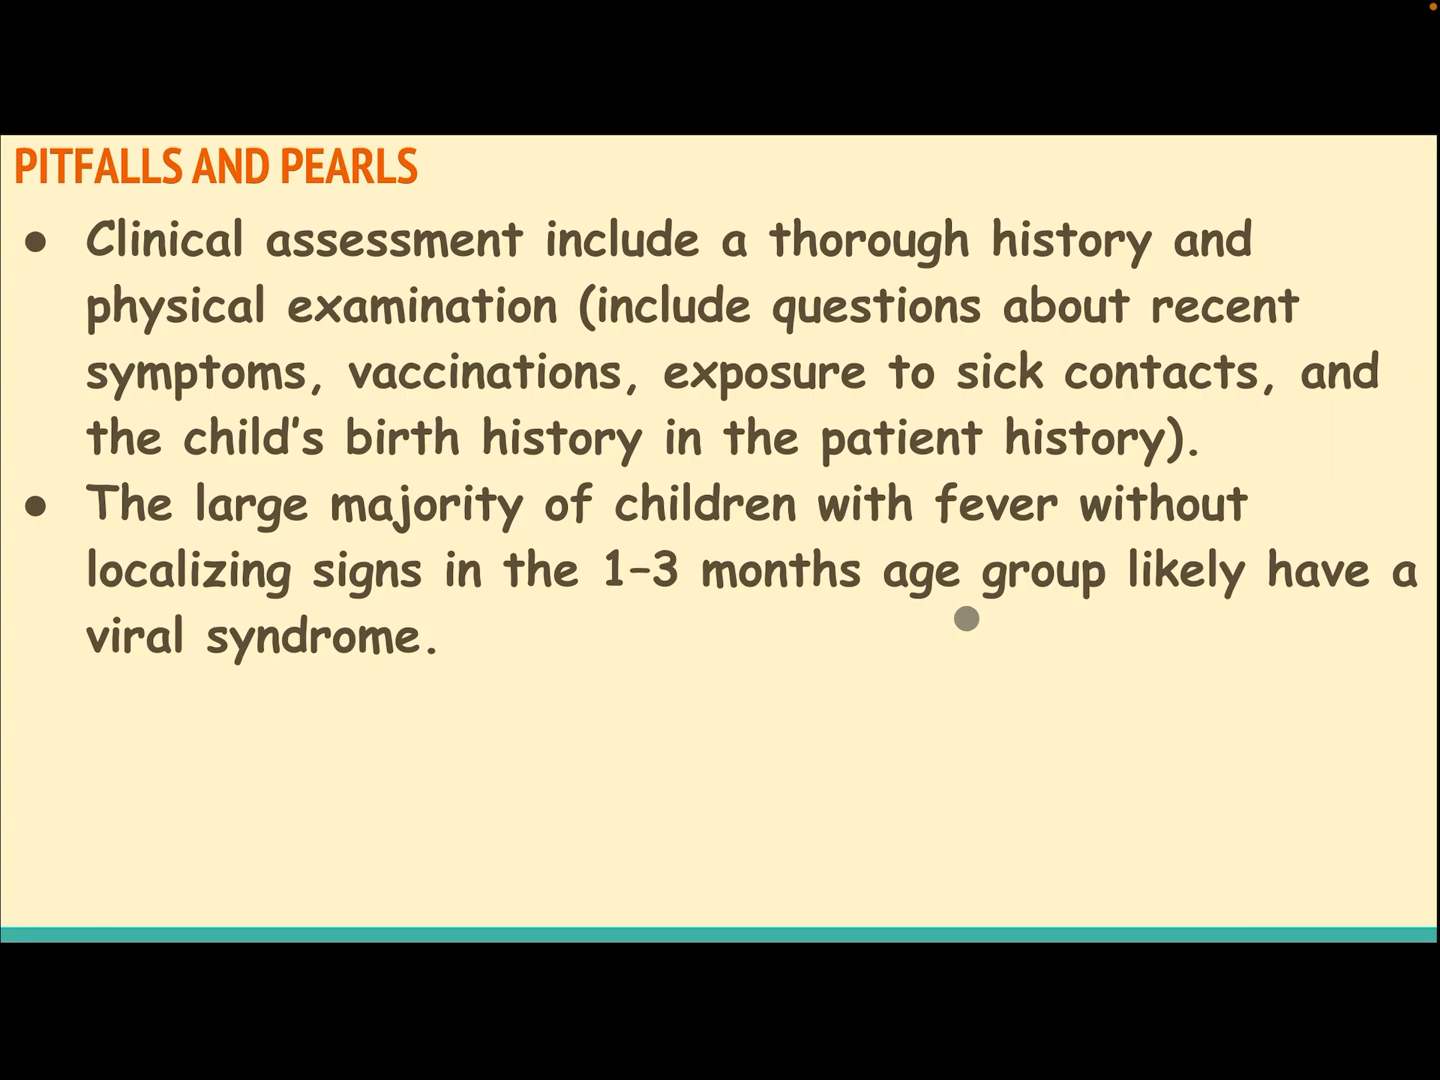 PITFALLS AND PEARLS
● Clinical assessment include a thorough history and
physical examination (include questions about recent
symptoms, vaccinations, exposure to sick contacts, and
the child's birth history in the patient history).
● The large majority of children with fever without
localizing signs in the 1–3 months age group likely have a
viral syndrome.